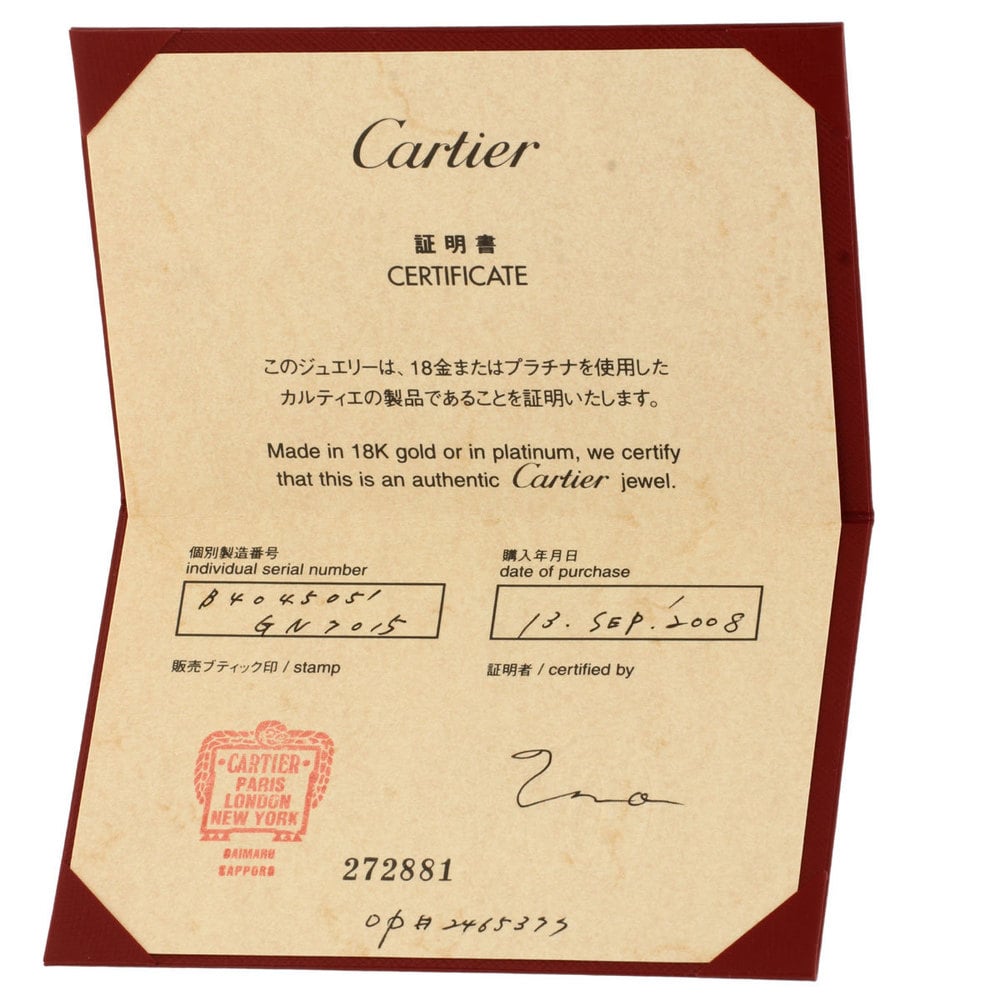 Cartier
証明書
CERTIFICATE
このジュエリーは、18金またはプラチナを使用した
カルティエの製品であることを証明いたします。
Made in 18K gold or in platinum, we certify
that this is an authentic Cartier jewel.
個別製造番号
individual serial number
B4045051
GN7015
購入年月日
date of purchase
13. SEP. 2008
販売ブティック印 / stamp
証明者 / certified by
CARTIER
PARIS
LONDON
NEW YORK
DAIMARU
SAPPORO
272881